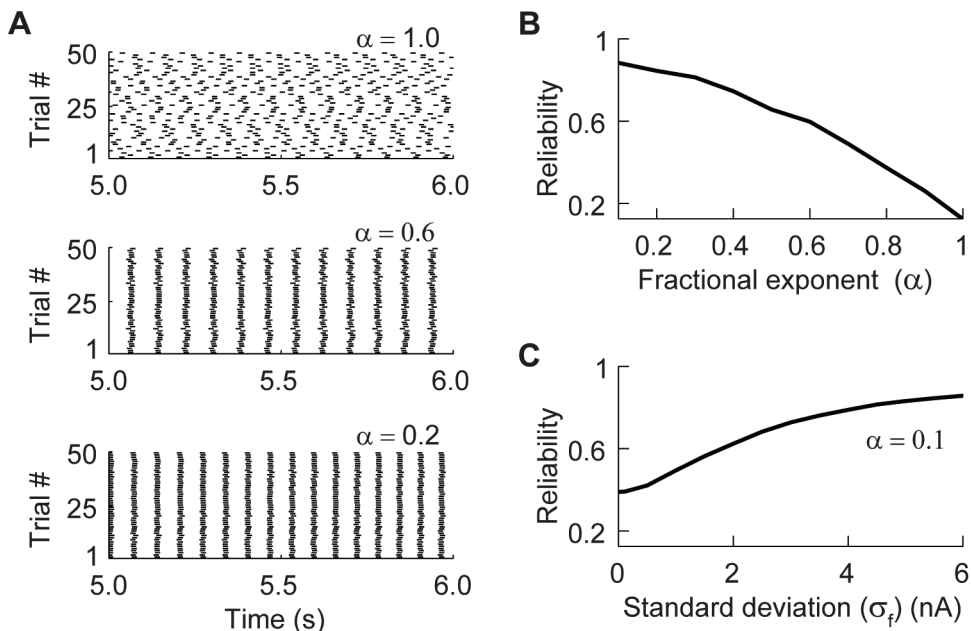 A
α = 1.0
Trial #
50
25
1
5.0 5.5 6.0
α = 0.6
Trial #
50
25
1
5.0 5.5 6.0
α = 0.2
Trial #
50
25
1
5.0 5.5 6.0
Time (s)
B
Reliability
1
0.6
0.2
0.2 0.4 0.6 0.8 1
Fractional exponent (α)
C
Reliability
1
0.6
0.2
α = 0.1
0 2 4 6
Standard deviation (σf) (nA)